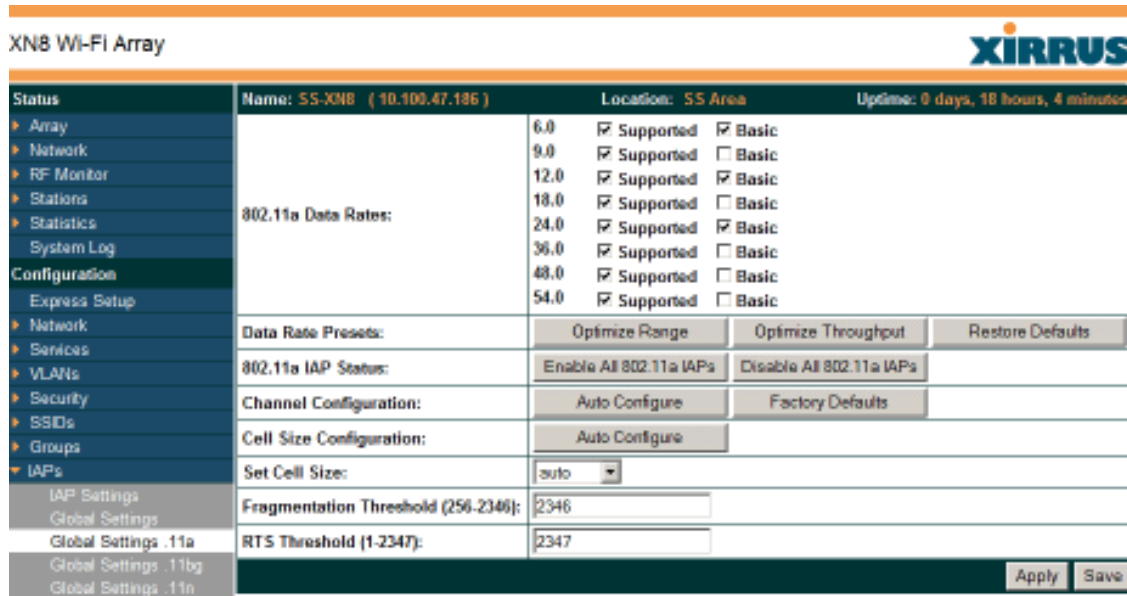 XN8 Wi-Fi Array
XIRRUS
Status
Array
Network
RF Monitor
Stations
Statistics
System Log
Configuration
Express Setup
Network
Services
VLANs
Security
SSIDs
Groups
IAPs
IAP Settings
Global Settings
Global Settings .11a
Global Settings .11bg
Global Settings .11n
Name: SS-XN8 ( 10.100.47.186 ) Location: SS Area Uptime: 0 days, 18 hours, 4 minutes
802.11a Data Rates:
6.0 Supported Basic
9.0 Supported Basic
12.0 Supported Basic
18.0 Supported Basic
24.0 Supported Basic
36.0 Supported Basic
48.0 Supported Basic
54.0 Supported Basic
Data Rate Presets: Optimize Range Optimize Throughput Restore Defaults
802.11a IAP Status: Enable All 802.11a IAPs Disable All 802.11a IAPs
Channel Configuration: Auto Configure Factory Defaults
Cell Size Configuration: Auto Configure
Set Cell Size: auto
Fragmentation Threshold (256-2346): 2346
RTS Threshold (1-2347): 2347
Apply Save